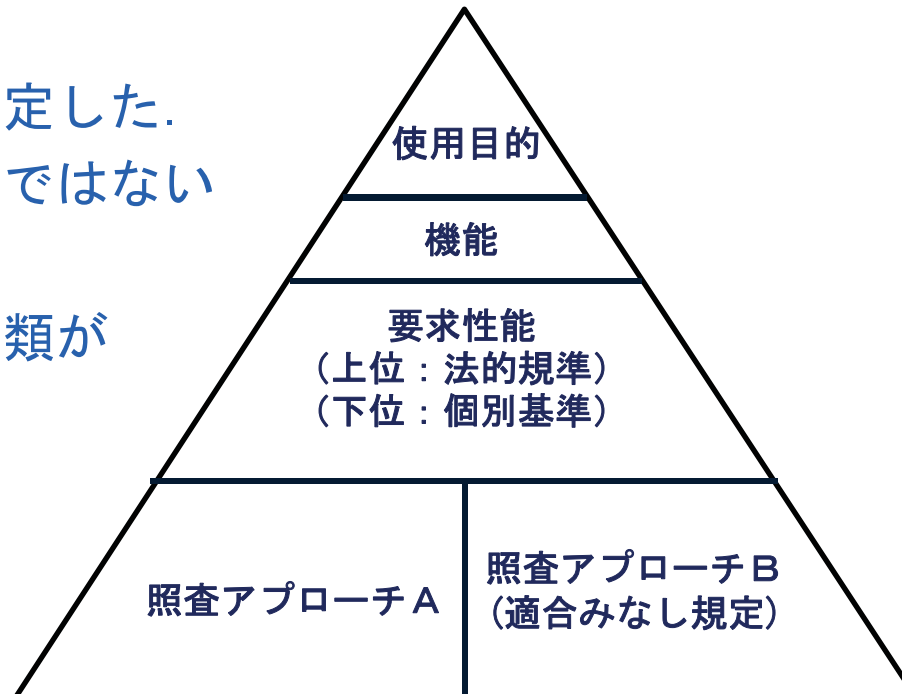 定した.
ではない
類が
使用目的
機能
要求性能
（上位：法的規準）
（下位：個別基準）
照査アプローチA
照査アプローチB
(適合みなし規定)